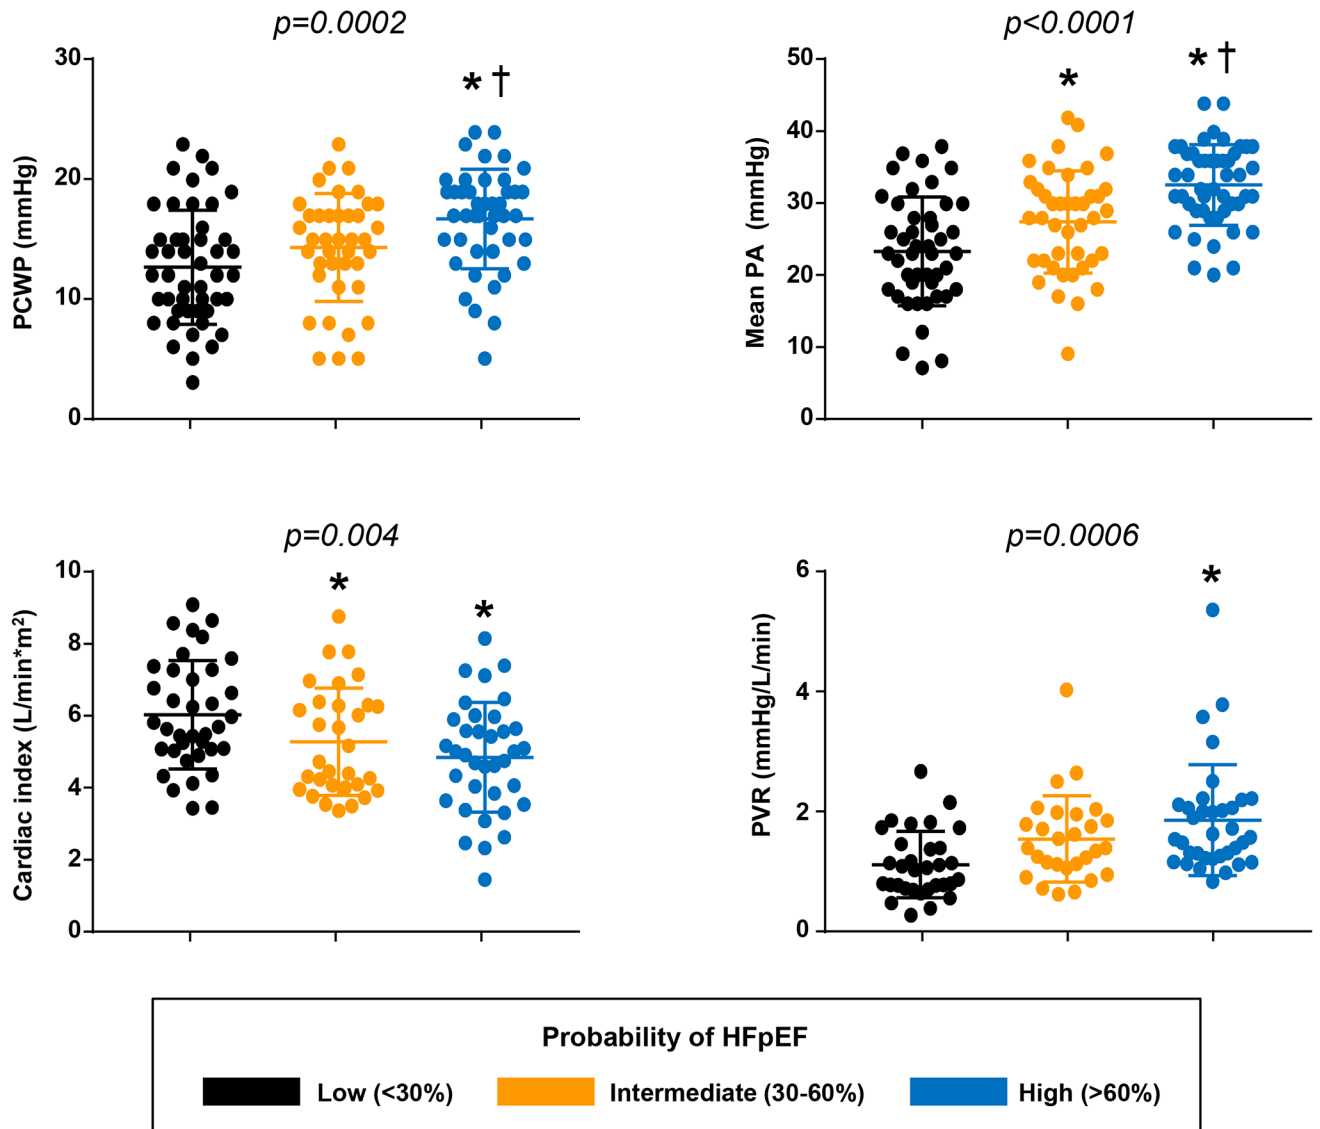 p=0.0002
30
20
10
0
PCWP (mmHg)
* †
p<0.0001
50
40
30
20
10
0
Mean PA (mmHg)
*
* †
p=0.004
10
8
6
4
2
0
Cardiac index (L/min*m²)
*
*
p=0.0006
6
4
2
0
PVR (mmHg/L/min)
*
Probability of HFpEF
Low (<30%) Intermediate (30-60%) High (>60%)